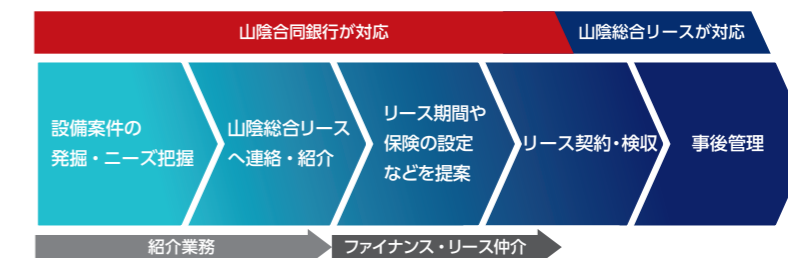 山陰合同銀行が対応
山陰総合リースが対応
設備案件の
発掘・ニーズ把握
山陰総合リース
へ連絡・紹介
リース期間や
保険の設定
などを提案
リース契約・検収
事後管理
紹介業務
ファイナンス・リース仲介